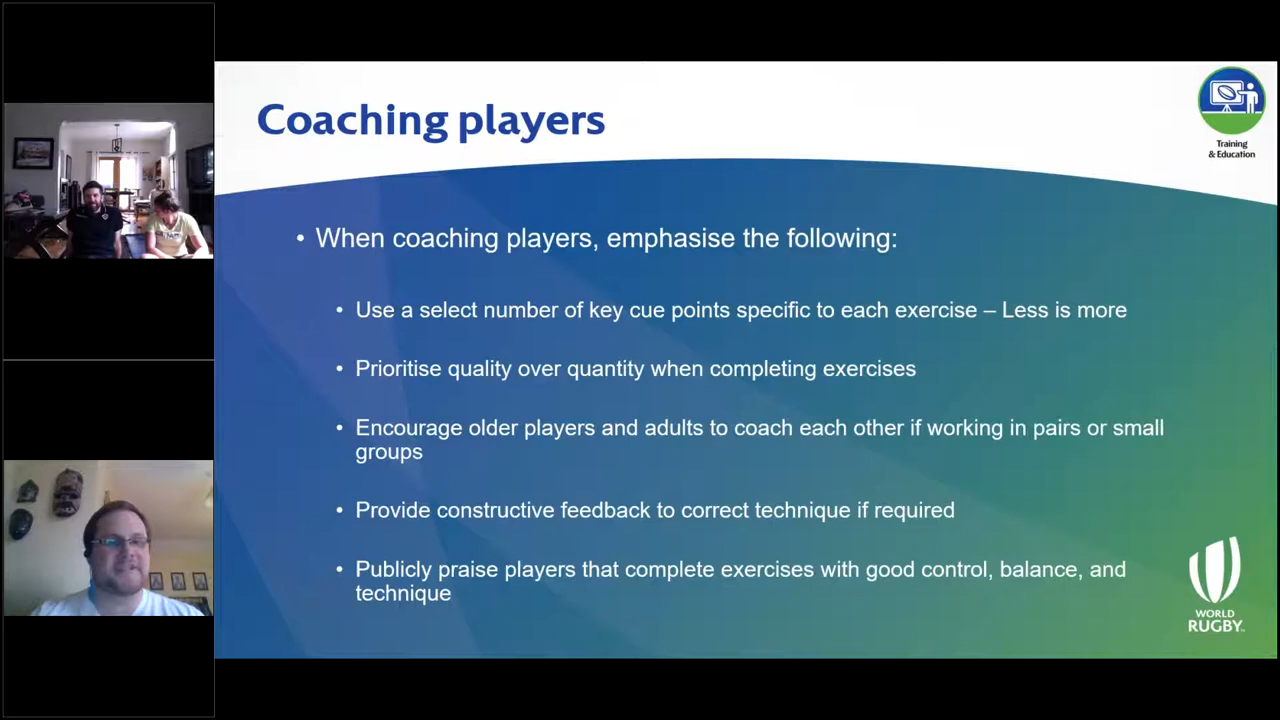 Coaching players
Training
& Education
• When coaching players, emphasise the following:
• Use a select number of key cue points specific to each exercise – Less is more
• Prioritise quality over quantity when completing exercises
• Encourage older players and adults to coach each other if working in pairs or small
groups
• Provide constructive feedback to correct technique if required
• Publicly praise players that complete exercises with good control, balance, and
technique
WORLD
RUGBY